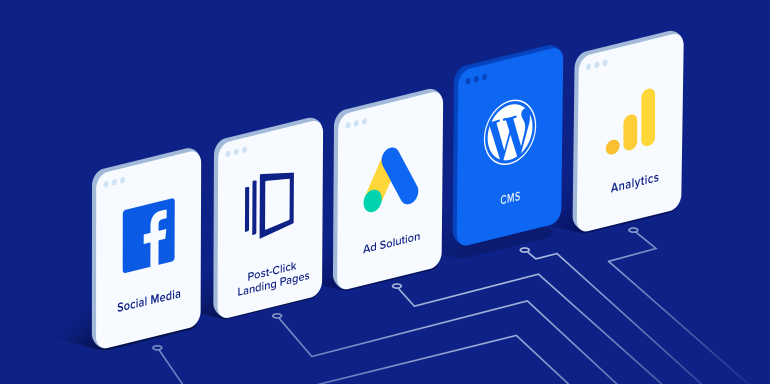 Social Media
Post-Click
Landing Pages
Ad Solution
CMS
Analytics